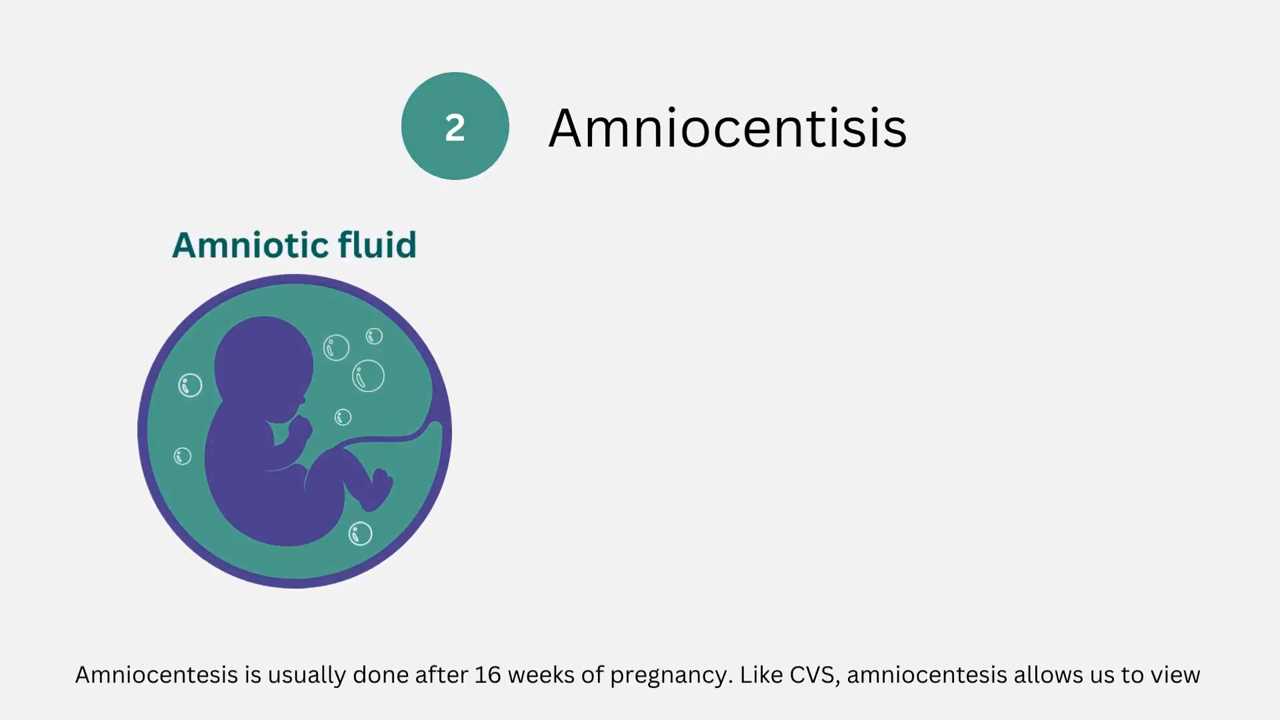 2
Amniocentisis
Amniotic fluid
Amniocentesis is usually done after 16 weeks of pregnancy. Like CVS, amniocentesis allows us to view